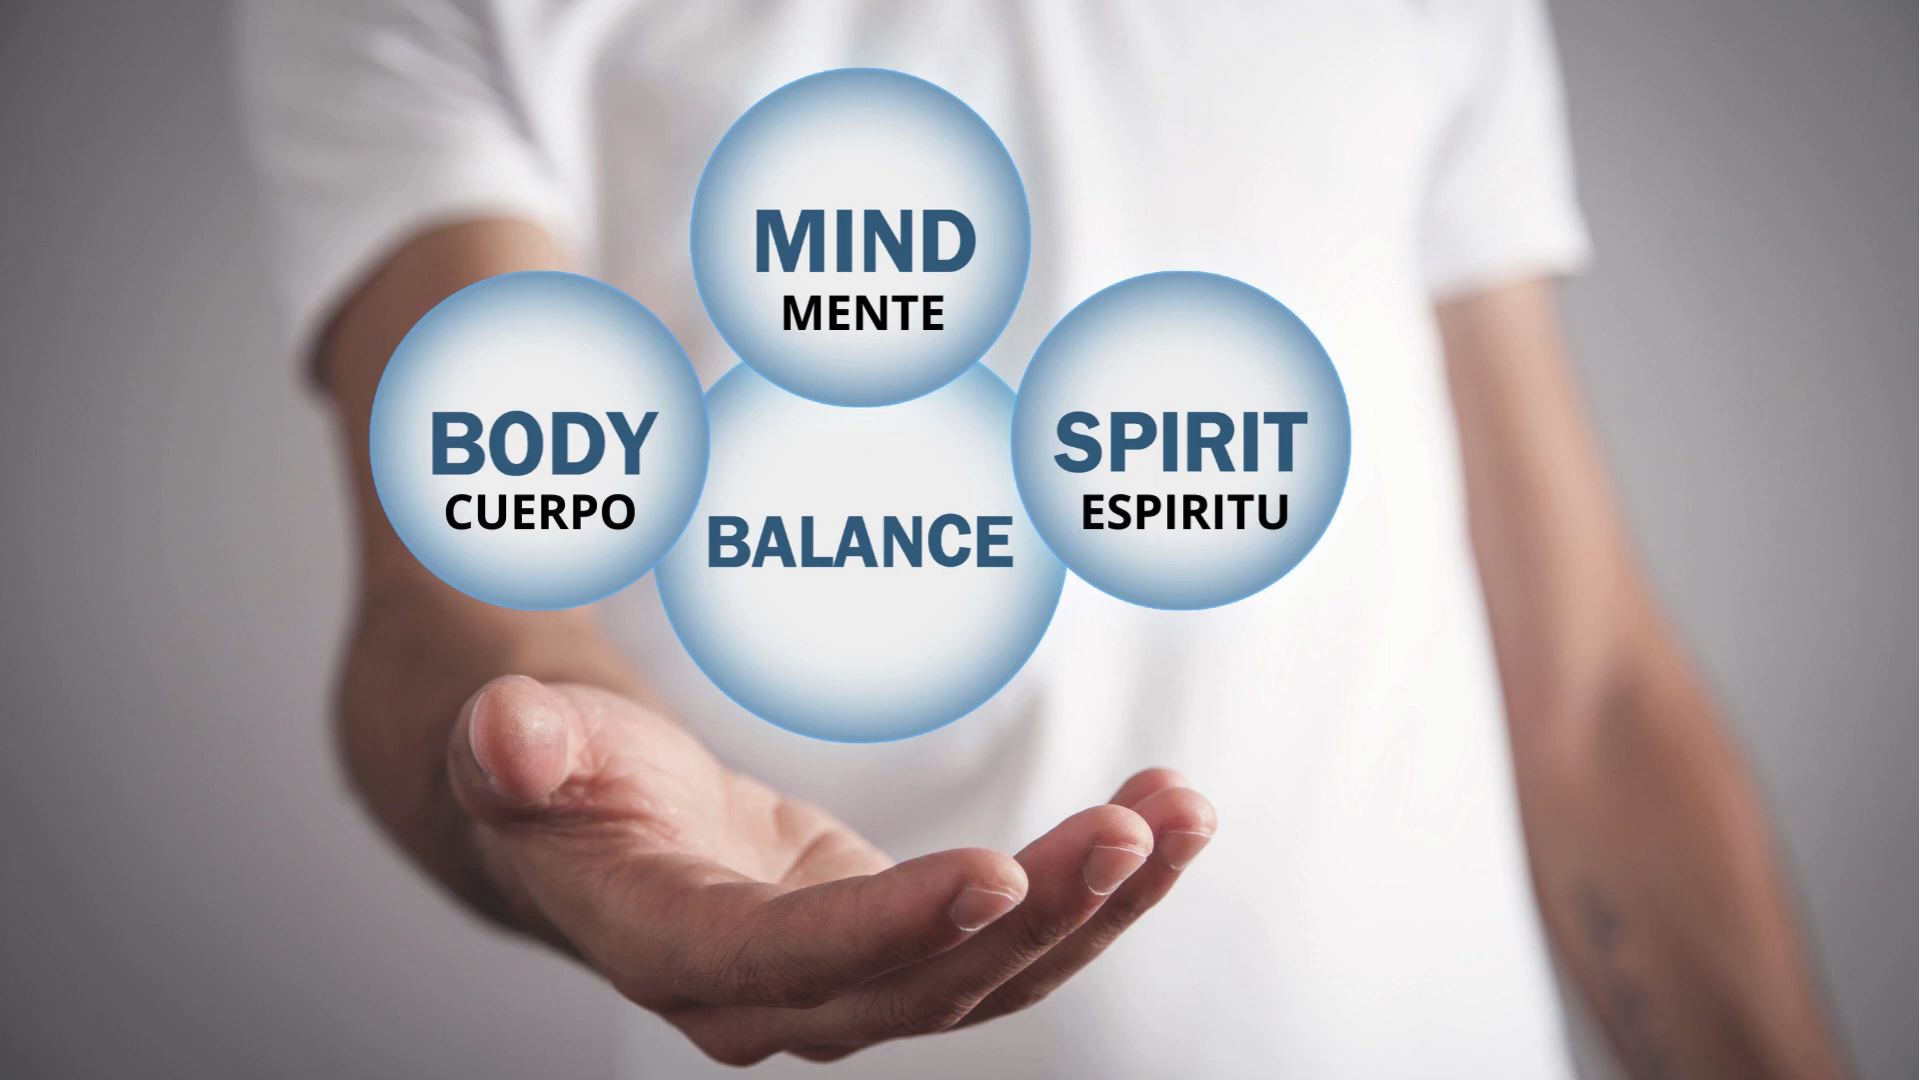 MIND
MENTE
BODY
CUERPO
SPIRIT
ESPIRITU
BALANCE